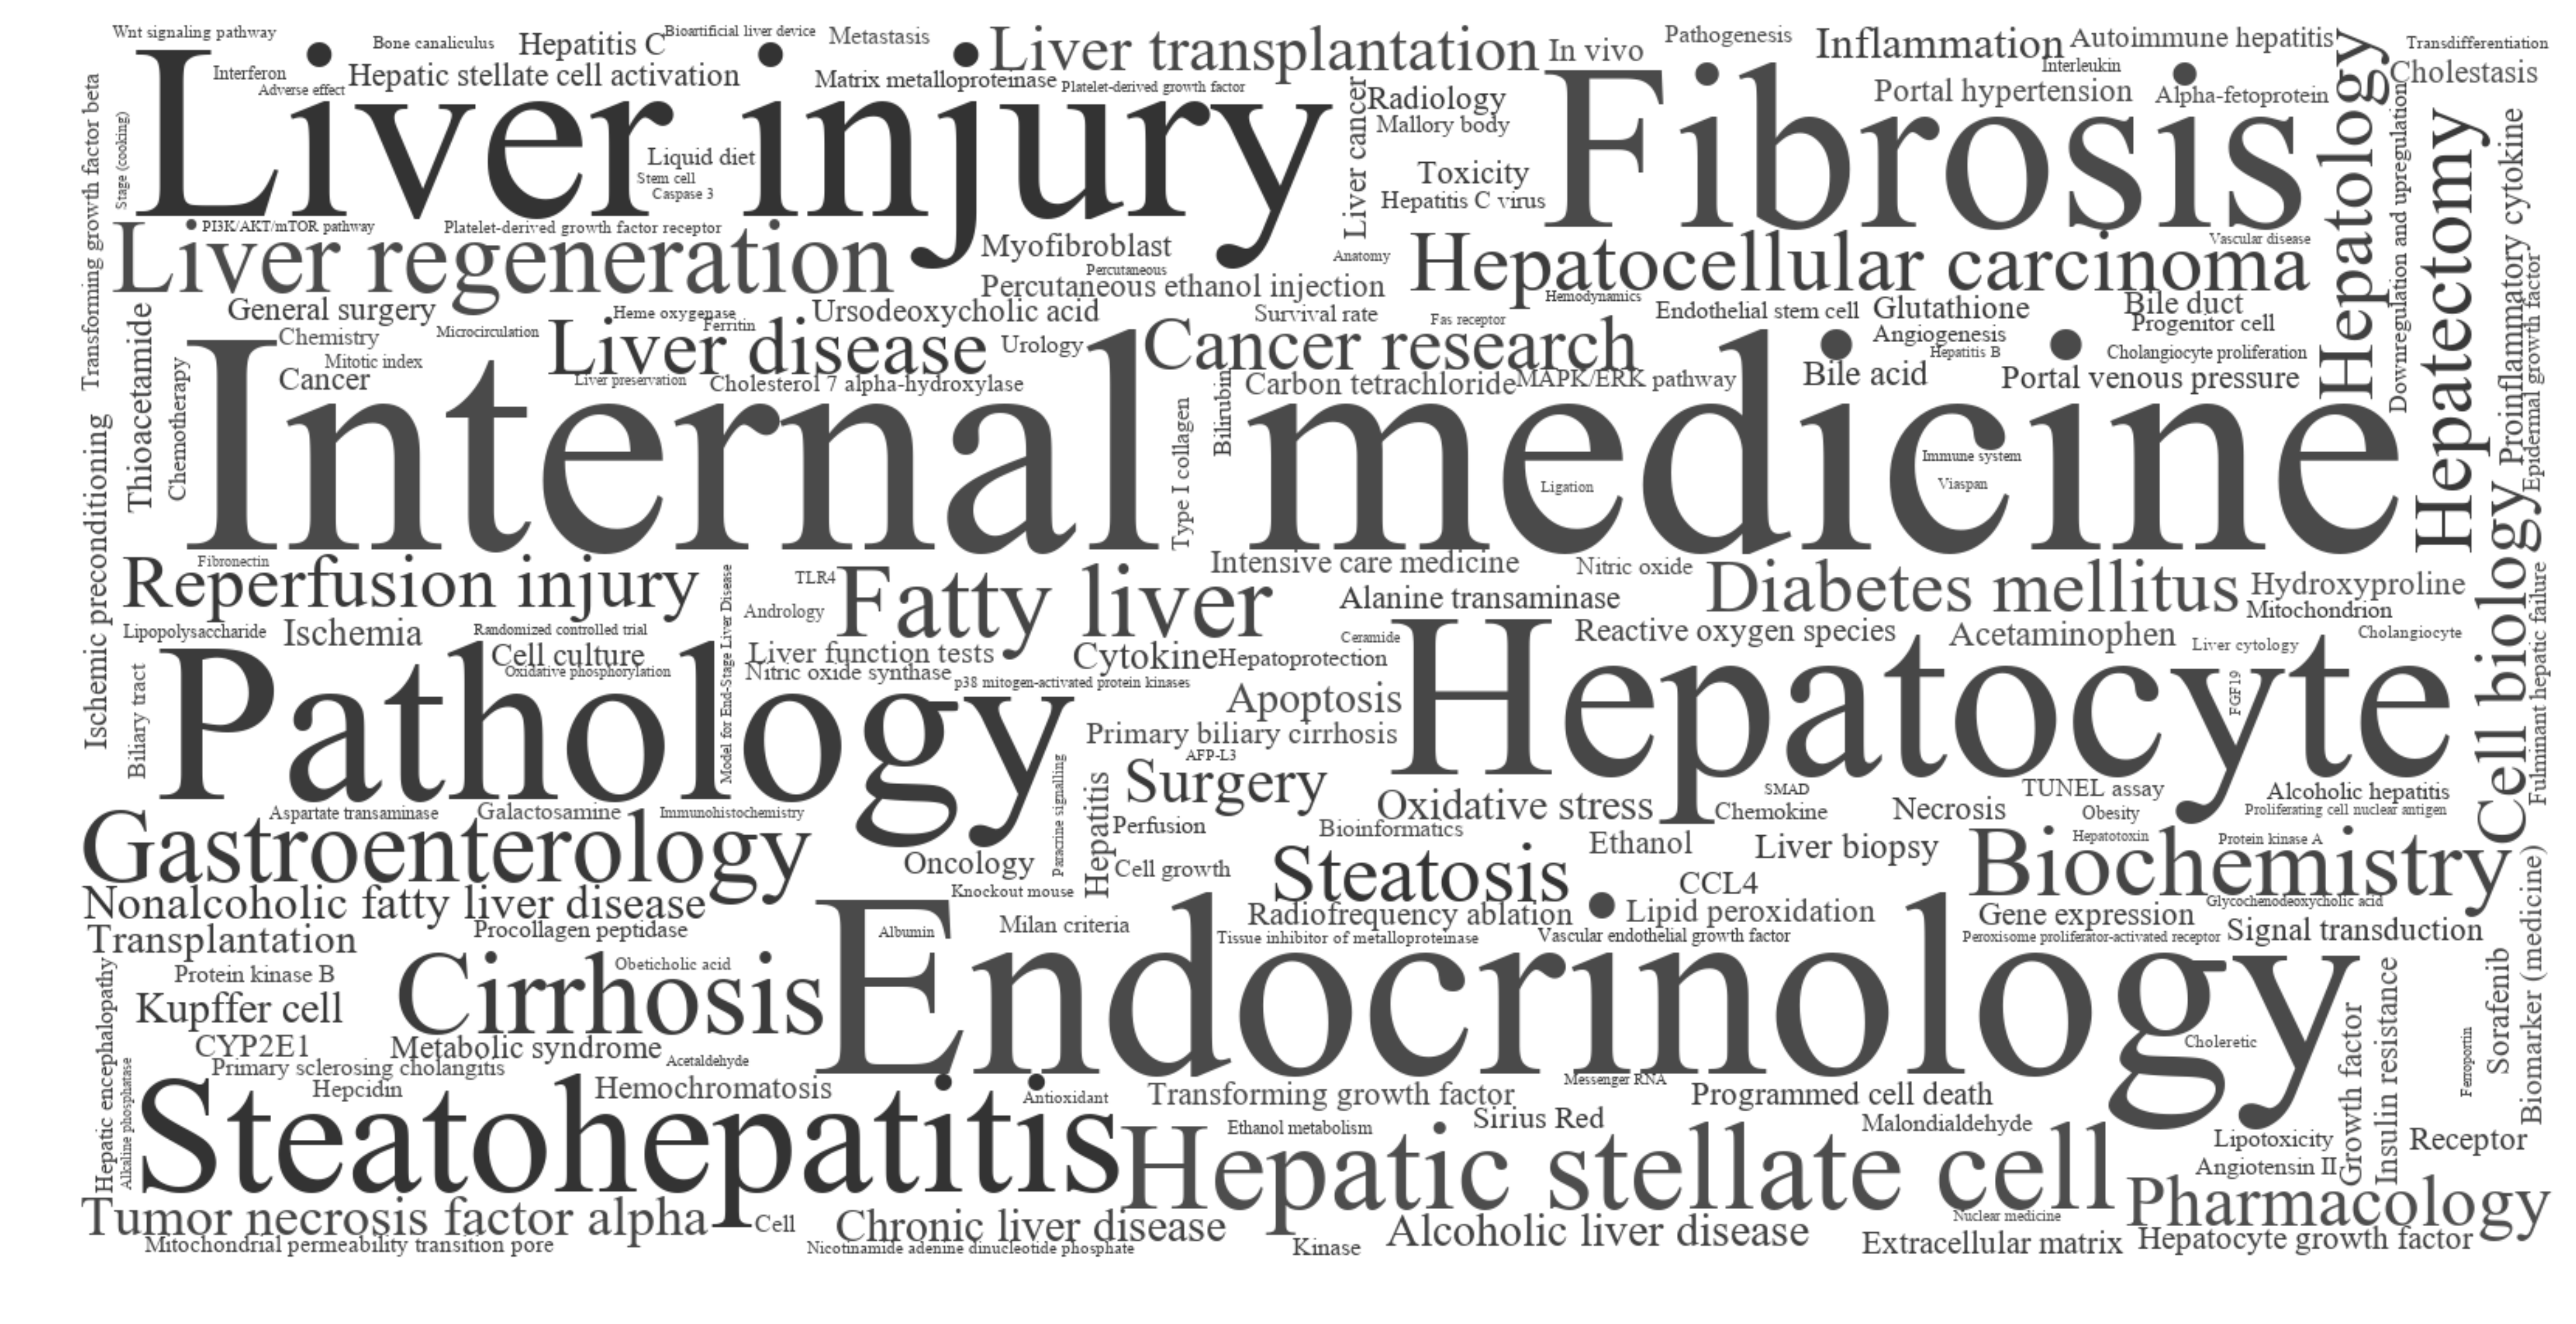 Wnt signaling pathway
Bone canaliculus
Hepatitis C
Bioartificial liver device
Metastasis
Liver transplantation
In vivo
Pathogenesis
Inflammation
Autoimmune hepatitis
Transdifferentiation
Interferon
Hepatic stellate cell activation
Matrix metalloproteinase
Platelet-derived growth factor
Interleukin
Cholestasis
Adverse effect
Liver injury
Fibrosis
Radiology
Portal hypertension
Alpha-fetoprotein
Mallory body
Liver cancer
Hepatology
Hepatectomy
Transforming growth factor beta
Stage (cooking)
Liquid diet
Stem cell
Caspase 3
Toxicity
Hepatitis C virus
Downregulation and upregulation
Proinflammatory cytokine
Epidermal growth factor
PI3K/AKT/mTOR pathway
Platelet-derived growth factor receptor
Liver regeneration
Myofibroblast
Anatomy
Hepatocellular carcinoma
Vascular disease
Percutaneous
Percutaneous ethanol injection
Hemodynamics
General surgery
Heme oxygenase
Ferritin
Ursodeoxycholic acid
Survival rate
Fas receptor
Endothelial stem cell
Glutathione
Bile duct
Progenitor cell
Chemistry
Microcirculation
Liver disease
Urology
Cancer research
Angiogenesis
Hepatitis B
Cholangiocyte proliferation
Mitotic index
Cancer
Liver preservation
Cholesterol 7 alpha-hydroxylase
Carbon tetrachloride
MAPK/ERK pathway
Bile acid
Portal venous pressure
Thioacetamide
Chemotherapy
Internal medicine
Type I collagen
Bilirubin
Immune system
Ligation
Viaspan
Ischemic preconditioning
Fibronectin
Reperfusion injury
Model for End-Stage Liver Disease
TLR4
Andrology
Fatty liver
Intensive care medicine
Nitric oxide
Alanine transaminase
Diabetes mellitus
Hydroxyproline
Mitochondrion
Cell biology
Fulminant hepatic failure
Lipopolysaccharide
Ischemia
Randomized controlled trial
Cell culture
Oxidative phosphorylation
Liver function tests
Nitric oxide synthase
Cytokine
Ceramide
Hepatoprotection
Reactive oxygen species
Acetaminophen
Liver cytology
Cholangiocyte
p38 mitogen-activated protein kinases
Biliary tract
Pathology
Apoptosis
Hepatocyte
FGF19
Primary biliary cirrhosis
AFP-L3
Surgery
Paracrine signalling
Hepatitis
Oxidative stress
SMAD
Chemokine
Necrosis
TUNEL assay
Obesity
Alcoholic hepatitis
Proliferating cell nuclear antigen
Aspartate transaminase
Galactosamine
Immunohistochemistry
Gastroenterology
Perfusion
Bioinformatics
Ethanol
Liver biopsy
Biochemistry
Hepatotoxin
Protein kinase A
Oncology
Cell growth
Steatosis
CCL4
Nonalcoholic fatty liver disease
Knockout mouse
Radiofrequency ablation
Lipid peroxidation
Gene expression
Glycochenodeoxycholic acid
Transplantation
Procollagen peptidase
Albumin
Milan criteria
Tissue inhibitor of metalloproteinase
Vascular endothelial growth factor
Peroxisome proliferator-activated receptor
Signal transduction
Biomarker (medicine)
Hepatic encephalopathy
Protein kinase B
Obeticholic acid
Cirrhosis
Endocrinology
Kupffer cell
Sorafenib
Insulin resistance
Growth factor
Ferroportin
CYP2E1
Metabolic syndrome
Acetaldehyde
Choleretic
Alkaline phosphatase
Primary sclerosing cholangitis
Hepcidin
Hemochromatosis
Antioxidant
Transforming growth factor
Messenger RNA
Programmed cell death
Steatohepatitis
Ethanol metabolism
Sirius Red
Malondialdehyde
Lipotoxicity
Receptor
Angiotensin II
Hepatic stellate cell
Pharmacology
Tumor necrosis factor alpha
Cell
Chronic liver disease
Alcoholic liver disease
Nuclear medicine
Mitochondrial permeability transition pore
Nicotinamide adenine dinucleotide phosphate
Kinase
Extracellular matrix
Hepatocyte growth factor